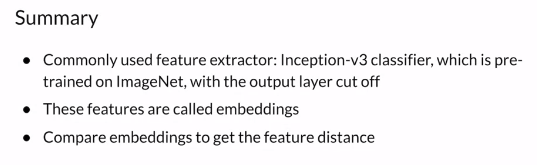 Summary
• Commonly used feature extractor: Inception-v3 classifier, which is pre-
trained on ImageNet, with the output layer cut off
• These features are called embeddings
• Compare embeddings to get the feature distance